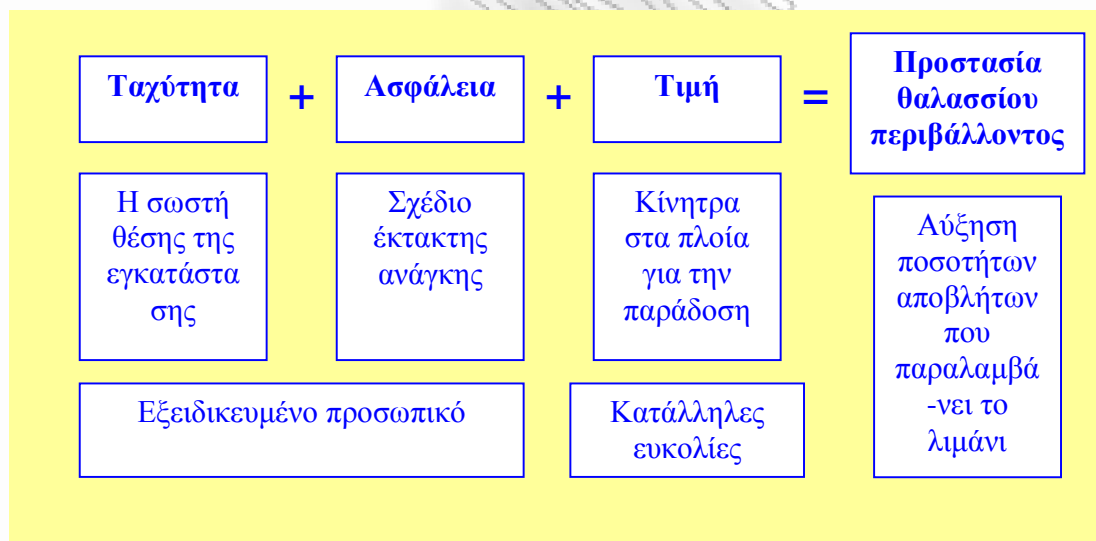 Ταχύτητα + Ασφάλεια + Τιμή = Προστασία
θαλασσίου
περιβάλλοντος
Η σωστή
θέσης της
εγκατάστα
σης
Σχέδιο
έκτακτης
ανάγκης
Κίνητρα
στα πλοία
για την
παράδοση
Αύξηση
ποσοτήτων
αποβλήτων
που
παραλαμβά
-νει το
λιμάνι
Εξειδικευμένο προσωπικό
Κατάλληλες
ευκολίες